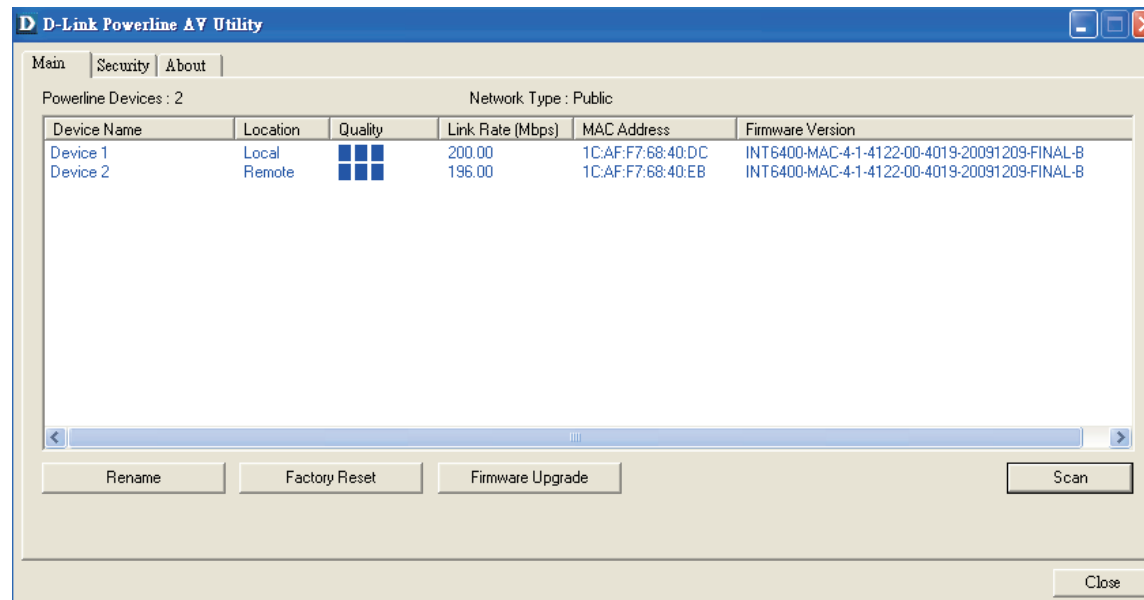 D-Link Powerline AV Utility
Main Security About
Powerline Devices : 2 Network Type : Public
Device Name Location Quality Link Rate (Mbps) MAC Address Firmware Version
Device 1 Local 200.00 1C:AF:F7:68:40:DC INT6400-MAC-4-1-4122-00-4019-20091209-FINAL-B
Device 2 Remote 196.00 1C:AF:F7:68:40:EB INT6400-MAC-4-1-4122-00-4019-20091209-FINAL-B
Rename Factory Reset Firmware Upgrade Scan
Close